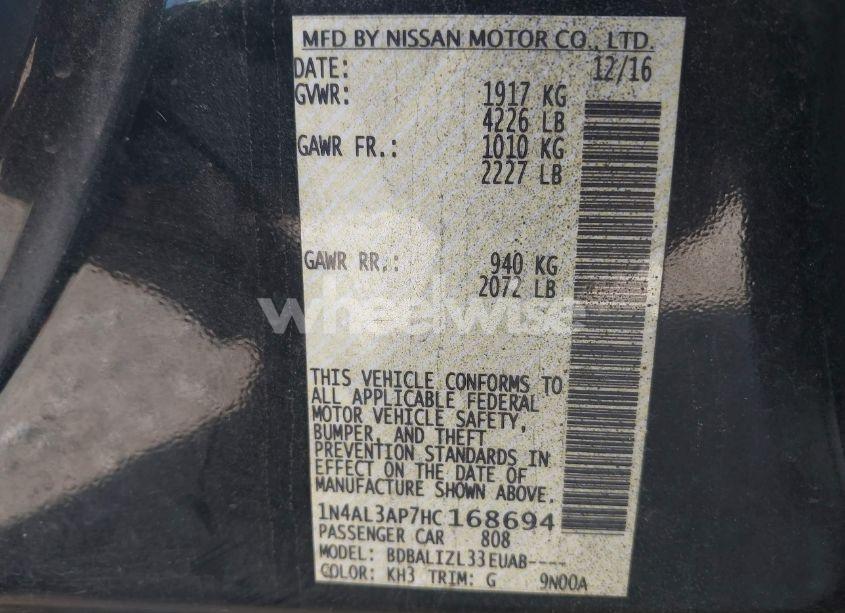 MFD BY NISSAN MOTOR CO., LTD.
DATE: 12/16
GVWR: 1917 KG
4226 LB
GAWR FR.: 1010 KG
2227 LB
GAWR RR.: 940 KG
2072 LB
wheelwise
THIS VEHICLE CONFORMS TO
ALL APPLICABLE FEDERAL
MOTOR VEHICLE SAFETY,
BUMPER, AND THEFT
PREVENTION STANDARDS IN
EFFECT ON THE DATE OF
MANUFACTURE SHOWN ABOVE.
1N4AL3AP7HC168694
PASSENGER CAR 808
MODEL: BDBALIZL33EUAB----
COLOR: KH3 TRIM: G 9N00A